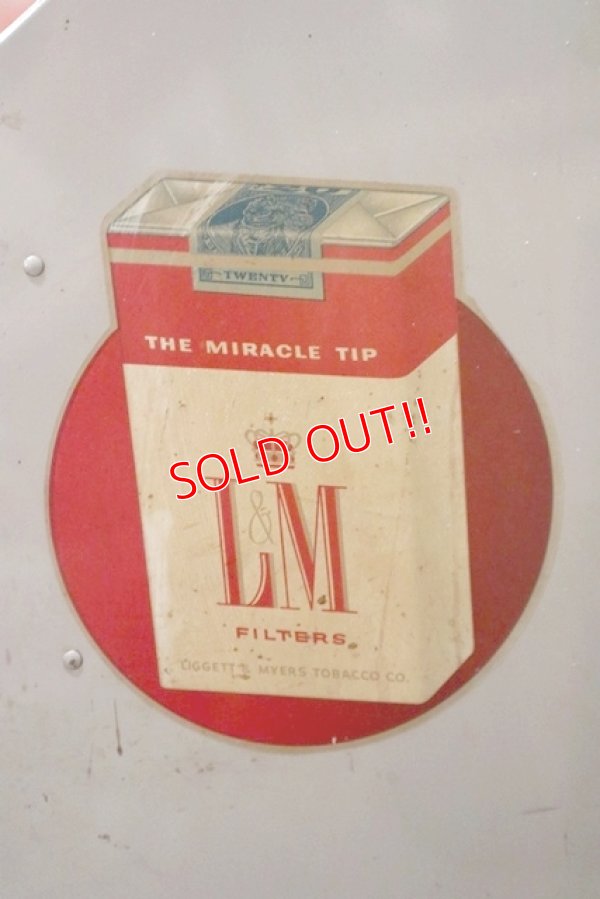 TWENTY
THE MIRACLE TIP
SOLD OUT!!
L&M
FILTERS
LIGGETT & MYERS TOBACCO CO.